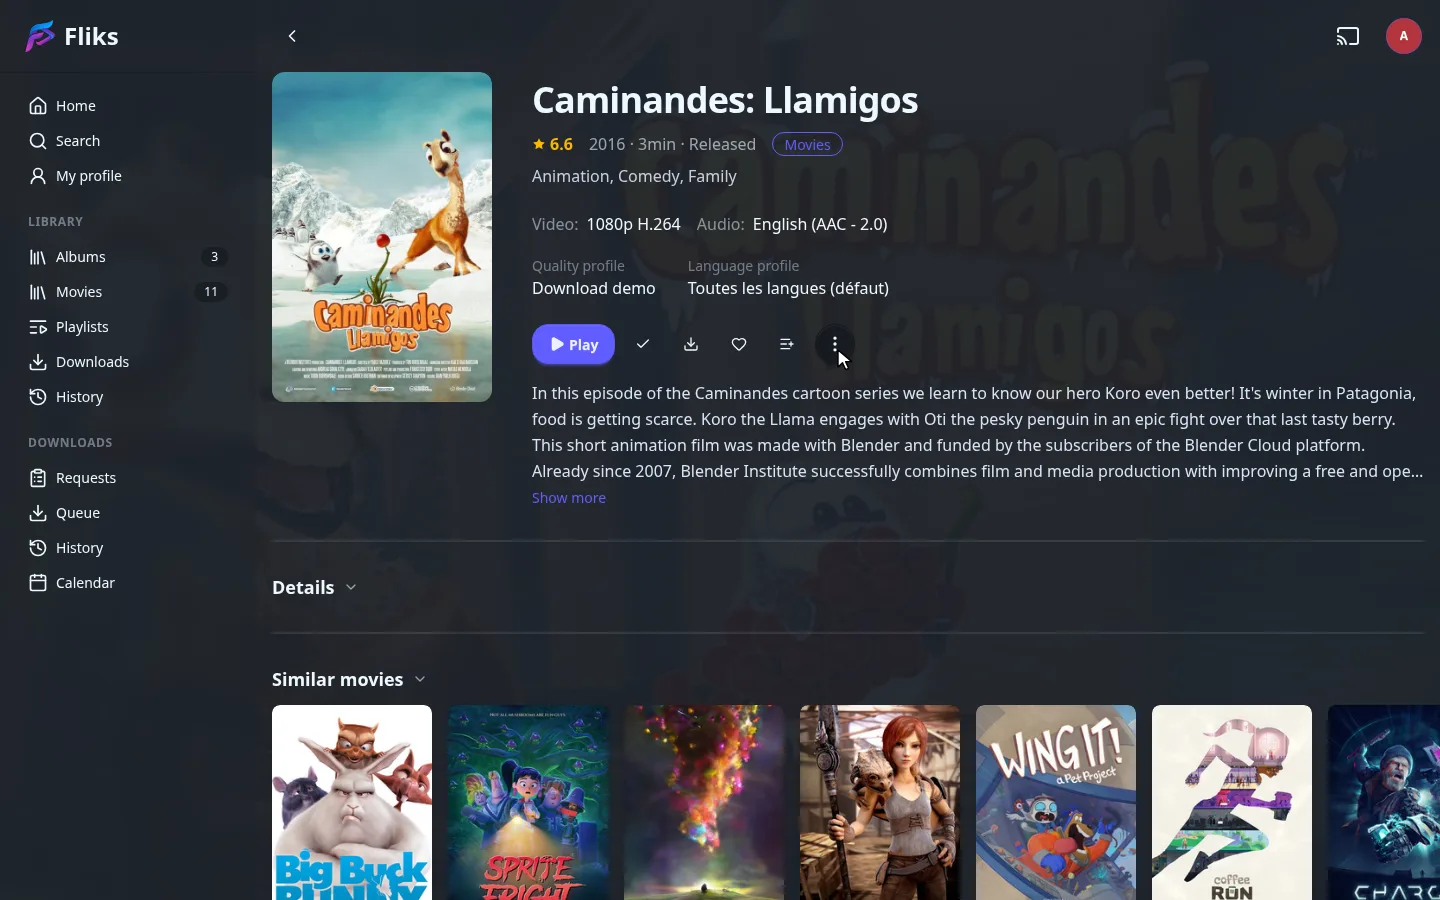 Fliks
A
Home
Search
My profile
LIBRARY
Albums 3
Movies 11
Playlists
Downloads
History
DOWNLOADS
Requests
Queue
History
Calendar
Caminandes
Llamigos
Caminandes: Llamigos
6.6 2016 · 3min · Released Movies
Animation, Comedy, Family
Video: 1080p H.264 Audio: English (AAC - 2.0)
Quality profile Language profile
Download demo Toutes les langues (défaut)
Play
In this episode of the Caminandes cartoon series we learn to know our hero Koro even better! It's winter in Patagonia,
food is getting scarce. Koro the Llama engages with Oti the pesky penguin in an epic fight over that last tasty berry.
This short animation film was made with Blender and funded by the subscribers of the Blender Cloud platform.
Already since 2007, Blender Institute successfully combines film and media production with improving a free and ope...
Show more
Details
Similar movies
Big Buck
BUNNY
SPRITE
FRIGHT
WING IT!
a Pet Project
coffee
RUN
CHARG
Caminandes
Llamigos